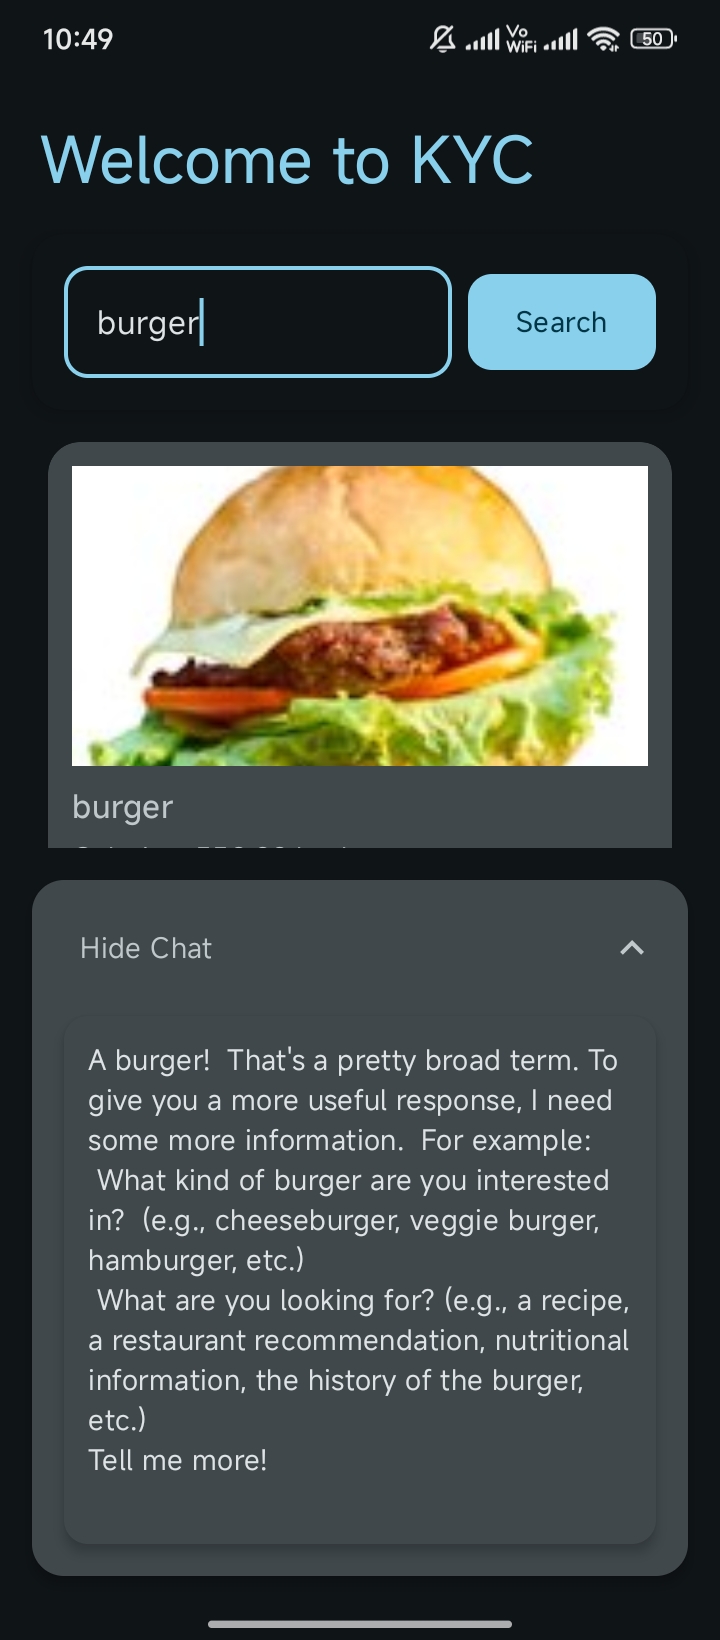 10:49
Vo
WiFi
50
Welcome to KYC
burger
Search
burger
Hide Chat
A burger!  That's a pretty broad term. To
give you a more useful response, I need
some more information.  For example:
What kind of burger are you interested
in?  (e.g., cheeseburger, veggie burger,
hamburger, etc.)
What are you looking for? (e.g., a recipe,
a restaurant recommendation, nutritional
information, the history of the burger,
etc.)
Tell me more!